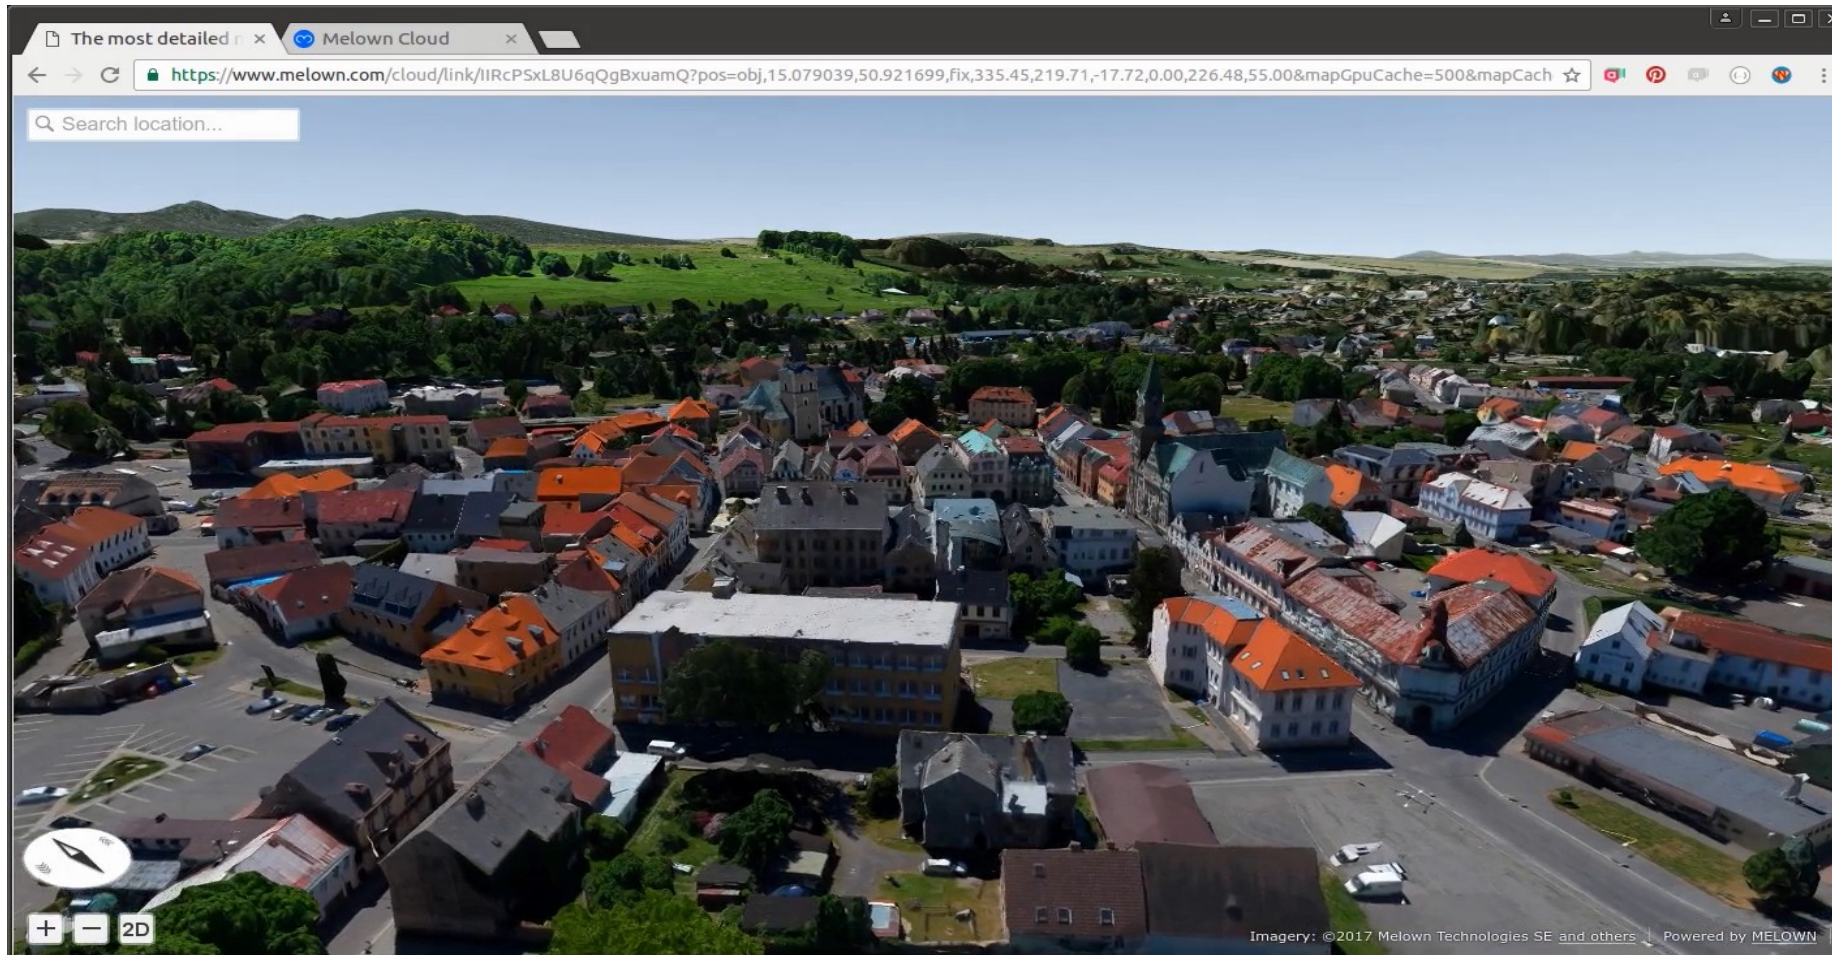 The most detailed
Melown Cloud
https://www.melown.com/cloud/link/IIRcPSxL8U6qQgBxuamQ?pos=obj,15.079039,50.921699,fix,335.45,219.71,-17.72,0.00,226.48,55.00&mapGpuCache=500&mapCach
Search location...
+ − 2D
Imagery: ©2017 Melown Technologies SE and others | Powered by MELOWN